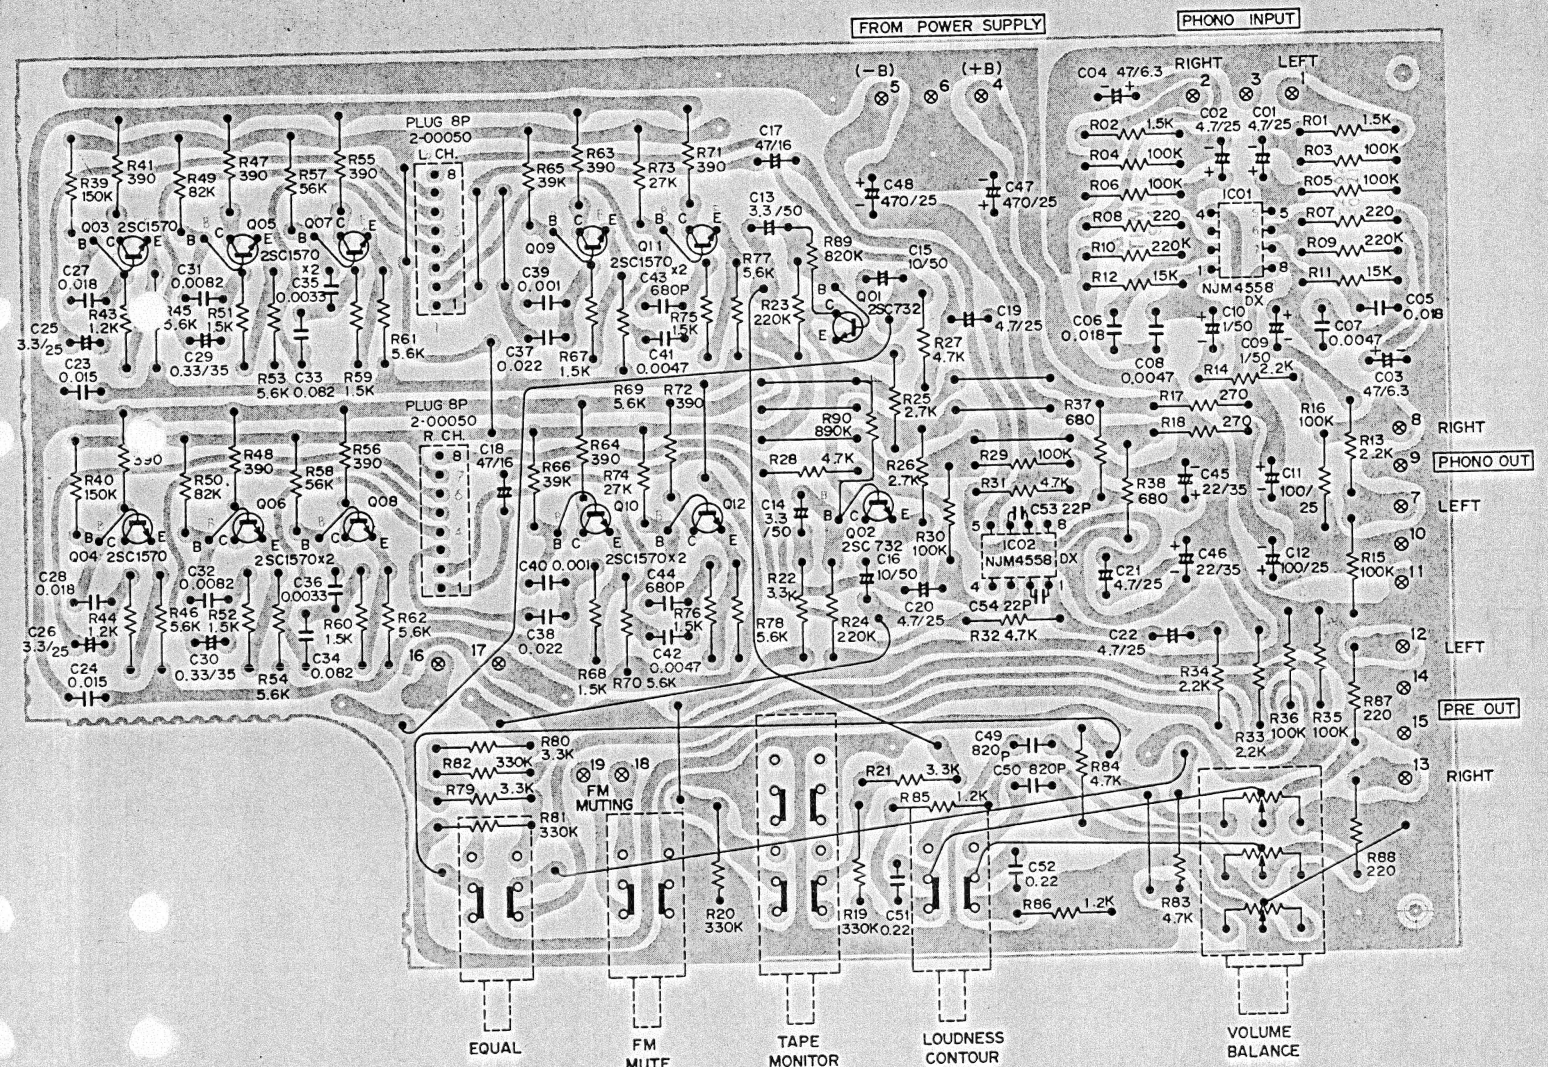 FROM POWER SUPPLY
PHONO INPUT
(-B)
5
6
(+B)
4
C04 47/6.3
RIGHT
2
3
LEFT
1
C02
4.7/25
C01
4.7/25
R01
1.5K
R02
1.5K
R03
100K
R04
100K
R05
100K
R06
100K
IC01
R07
220
R08
220
R09
220K
R10
220K
R11
15K
R12
15K
4
5
1
8
NJM4558
DX
C05
0.018
C06
0.018
C10
1/50
C09
1/50
C07
0.0047
C08
0.0047
C03
47/6.3
R14
2.2K
R17
270
R18
270
R16
100K
R13
2.2K
8
RIGHT
9
PHONO OUT
7
LEFT
10
11
PLUG 8P
2-00050
L CH.
8
1
R39
150K
R41
390
R49
82K
R47
390
R57
56K
R55
390
Q03 2SC1570
Q05
Q07
2SC1570
x2
B
C
E
C27
0.018
C31
0.0082
C35
0.0033
R43
1.2K
R45
5.6K
R51
1.5K
C25
3.3/25
C29
0.33/35
C23
0.015
R53
5.6K
C33
0.082
R59
1.5K
R61
5.6K
R65
39K
R63
390
R73
27K
R71
390
C17
47/16
C13
3.3/50
Q09
Q11
2SC1570
x2
C39
0.001
C43
680P
R77
5.6K
R75
1.5K
C37
0.022
R67
1.5K
C41
0.0047
R89
820K
C15
10/50
R23
220K
Q01
2SC732
C48
470/25
C47
470/25
C19
4.7/25
R27
4.7K
R25
2.7K
R69
5.6K
R72
390
R90
890K
R37
680
PLUG 8P
2-00050
R CH.
8
1
390
R40
150K
R48
390
R50
82K
R56
390
R58
56K
Q04 2SC1570
Q06
Q08
2SC1570x2
C18
47/16
R66
39K
R64
390
R74
27K
Q10
Q12
2SC1570x2
R28
4.7K
C14
3.3
/50
R26
2.7K
R29
100K
R31
4.7K
R38
680
C45
22/35
C11
100/
25
Q02
2SC732
R30
100K
C53 22P
5
8
IC02
NJM4558
DX
4
1
C54 22P
C21
4.7/25
C46
22/35
C12
100/25
R15
100K
C28
0.018
C32
0.0082
C36
0.0033
R44
1.2K
R46
5.6K
R52
1.5K
R60
1.5K
R62
5.6K
C26
3.3/25
C30
0.33/35
C34
0.082
C24
0.015
R54
5.6K
16
17
C40 0.001
C44
680P
C38
0.022
R76
1.5K
C42
0.0047
R68
1.5K
R70 5.6K
R78
5.6K
R22
3.3K
R24
220K
C16
10/50
C20
4.7/25
R32 4.7K
C22
4.7/25
R34
2.2K
R33
2.2K
R36
100K
R35
100K
R87
220
12
LEFT
14
PRE OUT
15
13
RIGHT
R80
3.3K
R82
330K
R79
3.3K
R81
330K
19
18
FM
MUTING
R20
330K
R21
3.3K
R85
1.2K
C49
820
P
C50 820P
R84
4.7K
R19
330K
C51
0.22
C52
0.22
R86
1.2K
R83
4.7K
R88
220
EQUAL
FM
MUTE
TAPE
MONITOR
LOUDNESS
CONTOUR
VOLUME
BALANCE